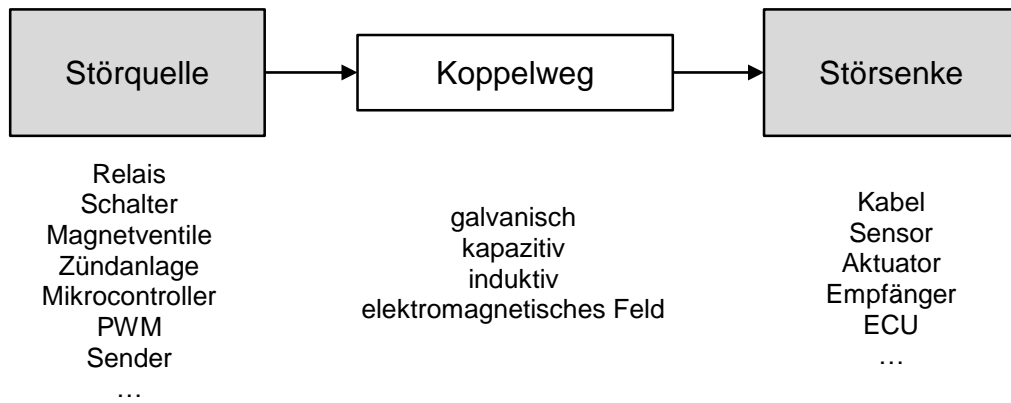 Störquelle
Koppelweg
Störsenke
Relais
Schalter
Magnetventile
Zündanlage
Mikrocontroller
PWM
Sender
…
galvanisch
kapazitiv
induktiv
elektromagnetisches Feld
Kabel
Sensor
Aktuator
Empfänger
ECU
…